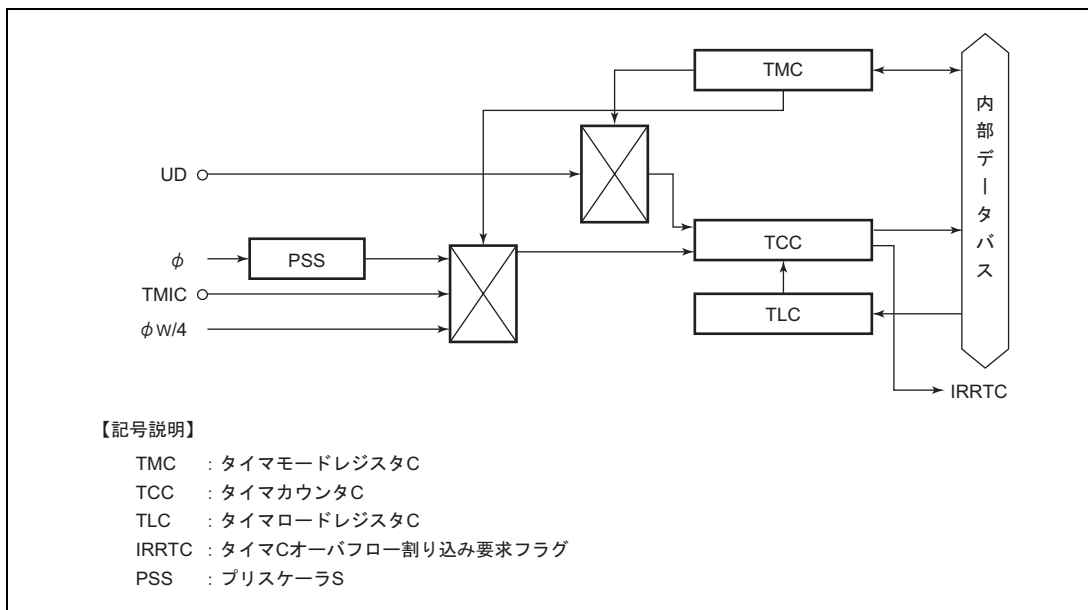 TMC
内部データバス
UD
φ
PSS
TCC
TMIC
TLC
φW/4
IRRTC
【記号説明】
TMC : タイマモードレジスタC
TCC : タイマカウンタC
TLC : タイマロードレジスタC
IRRTC : タイマCオーバフロー割り込み要求フラグ
PSS : プリスケーラS